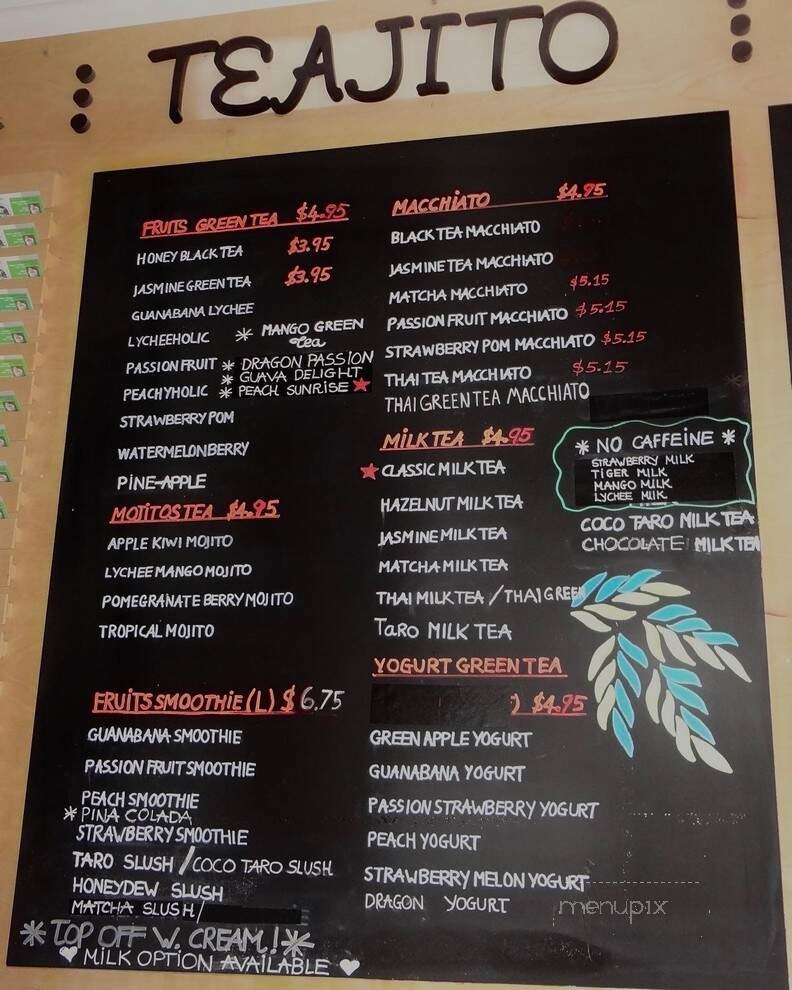 TEAJITO
FRUITS GREEN TEA $4.95
HONEY BLACK TEA $3.95
JASMINE GREEN TEA $3.95
GUANABANA LYCHEE
LYCHEEHOLIC * MANGO GREEN
Tea
PASSION FRUIT * DRAGON PASSION
* GUAVA DELIGHT
PEACHYHOLIC * PEACH SUNRISE ★
STRAWBERRY POM
WATERMELONBERRY
PINE-APPLE
MOJITOS TEA $4.95
APPLE KIWI MOJITO
LYCHEE MANGO MOJITO
POMEGRANATE BERRY MOJITO
TROPICAL MOJITO
FRUITS SMOOTHIE (L) $6.75
GUANABANA SMOOTHIE
PASSION FRUIT SMOOTHIE
PEACH SMOOTHIE
* PINA COLADA
STRAWBERRY SMOOTHIE
TARO SLUSH / COCO TARO SLUSH
HONEYDEW SLUSH
MATCHA SLUSH /
* TOP OFF W. CREAM! *
♥ MILK OPTION AVAILABLE ♥
MACCHIATO $4.95
BLACK TEA MACCHIATO
JASMINE TEA MACCHIATO
MATCHA MACCHIATO $5.15
PASSION FRUIT MACCHIATO $5.15
STRAWBERRY POM MACCHIATO $5.15
THAI TEA MACCHIATO $5.15
THAI GREEN TEA MACCHIATO
MILK TEA $4.95
★ CLASSIC MILK TEA
HAZELNUT MILK TEA
JASMINE MILK TEA
MATCHA MILK TEA
THAI MILK TEA / THAI GREEN
TARO MILK TEA
* NO CAFFEINE *
STRAWBERRY MILK
TIGER MILK
MANGO MILK
LYCHEE MILK
COCO TARO MILK TEA
CHOCOLATE MILK TEA
YOGURT GREEN TEA
) $4.95
GREEN APPLE YOGURT
GUANABANA YOGURT
PASSION STRAWBERRY YOGURT
PEACH YOGURT
STRAWBERRY MELON YOGURT
DRAGON YOGURT
menupix